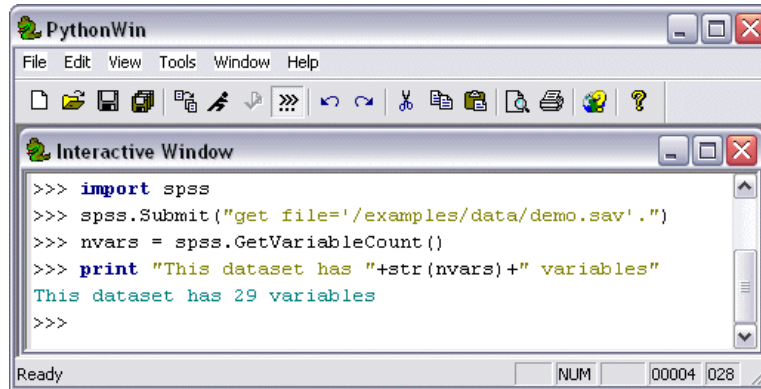 PythonWin
File Edit View Tools Window Help
Interactive Window
>>> import spss
>>> spss.Submit("get file='/examples/data/demo.sav'.")
>>> nvars = spss.GetVariableCount()
>>> print "This dataset has "+str(nvars)+" variables"
This dataset has 29 variables
>>>
Ready NUM 00004 028